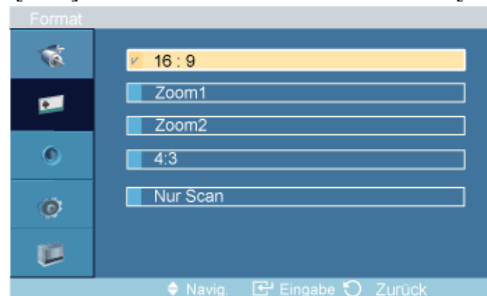 Format
16 : 9
Zoom1
Zoom2
4:3
Nur Scan
Navig. Eingabe Zurück